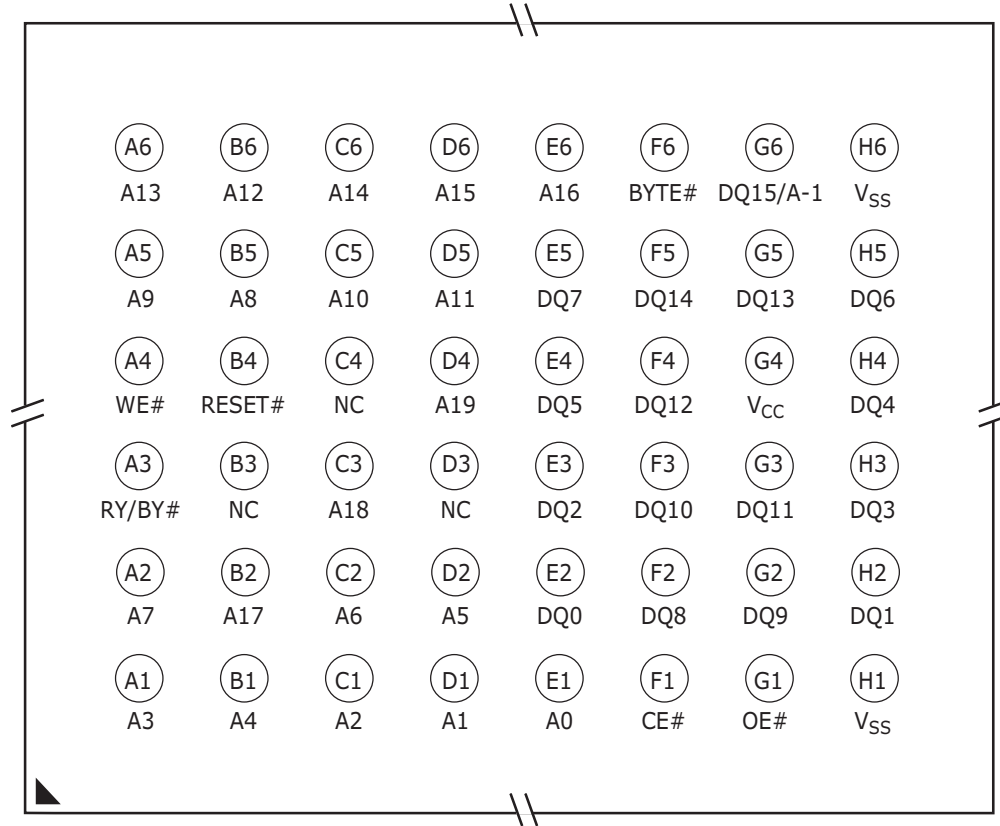 A6 B6 C6 D6 E6 F6 G6 H6
A13 A12 A14 A15 A16 BYTE# DQ15/A-1 VSS
A5 B5 C5 D5 E5 F5 G5 H5
A9 A8 A10 A11 DQ7 DQ14 DQ13 DQ6
A4 B4 C4 D4 E4 F4 G4 H4
WE# RESET# NC A19 DQ5 DQ12 VCC DQ4
A3 B3 C3 D3 E3 F3 G3 H3
RY/BY# NC A18 NC DQ2 DQ10 DQ11 DQ3
A2 B2 C2 D2 E2 F2 G2 H2
A7 A17 A6 A5 DQ0 DQ8 DQ9 DQ1
A1 B1 C1 D1 E1 F1 G1 H1
A3 A4 A2 A1 A0 CE# OE# VSS